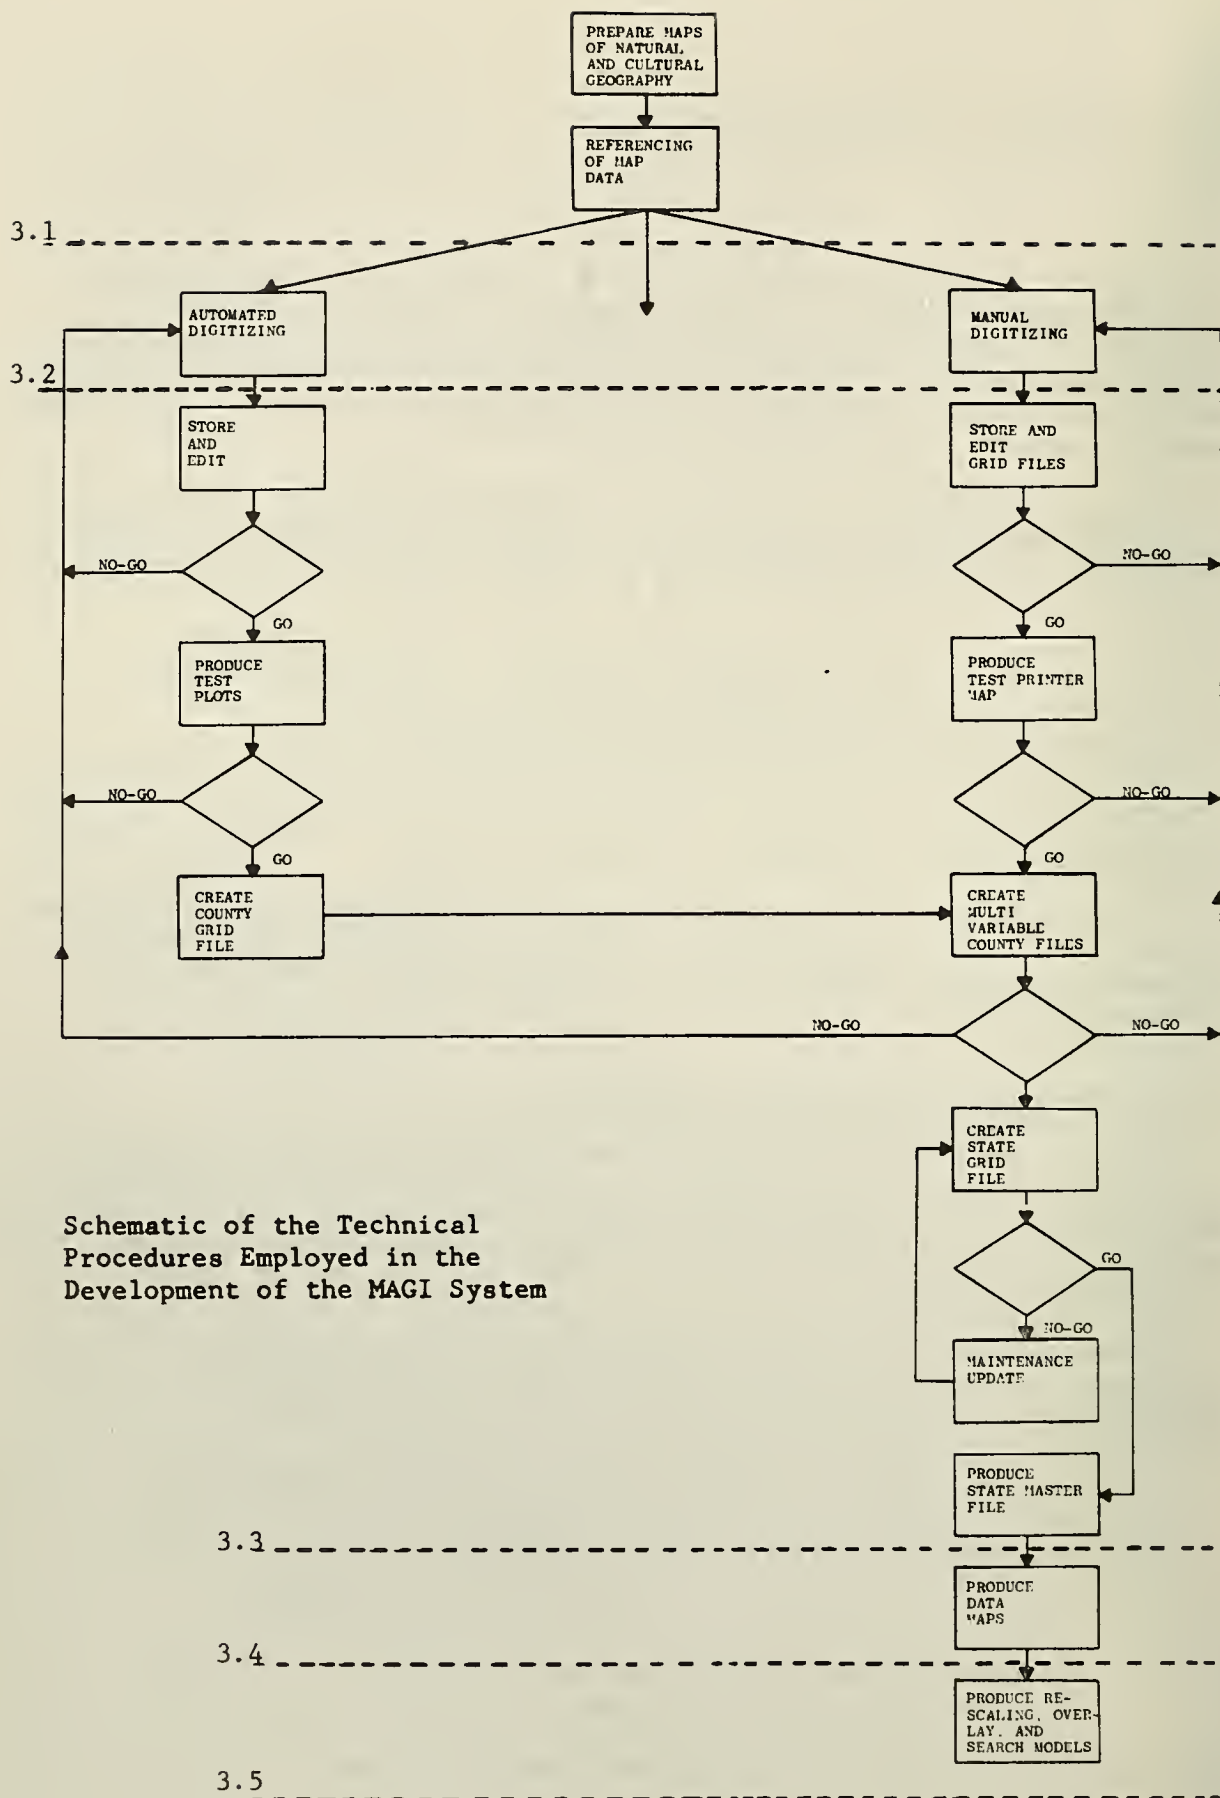 PREPARE MAPS
OF NATURAL
AND CULTURAL
GEOGRAPHY
REFERENCING
OF MAP
DATA
3.1
AUTOMATED
DIGITIZING
MANUAL
DIGITIZING
3.2
STORE
AND
EDIT
STORE AND
EDIT
GRID FILES
NO-GO
NO-GO
GO
GO
PRODUCE
TEST
PLOTS
PRODUCE
TEST PRINTER
MAP
NO-GO
NO-GO
GO
GO
CREATE
COUNTY
GRID
FILE
CREATE
MULTI
VARIABLE
COUNTY FILES
NO-GO
NO-GO
CREATE
STATE
GRID
FILE
Schematic of the Technical
Procedures Employed in the
Development of the MAGI System
GO
NO-GO
MAINTENANCE
UPDATE
PRODUCE
STATE MASTER
FILE
3.3
PRODUCE
DATA
MAPS
3.4
PRODUCE RE-
SCALING, OVER-
LAY, AND
SEARCH MODELS
3.5